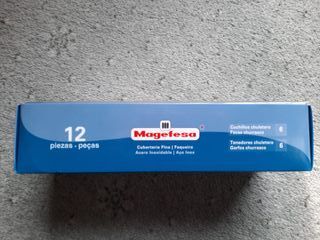 12
piezas - peças
Magefesa
Cubertería Fina | Faqueiro
Acero Inoxidable | Aço Inox
Cuchillos chuletero
Facas churrasco
6
Tenedores chuletero
Garfos churrasco
6